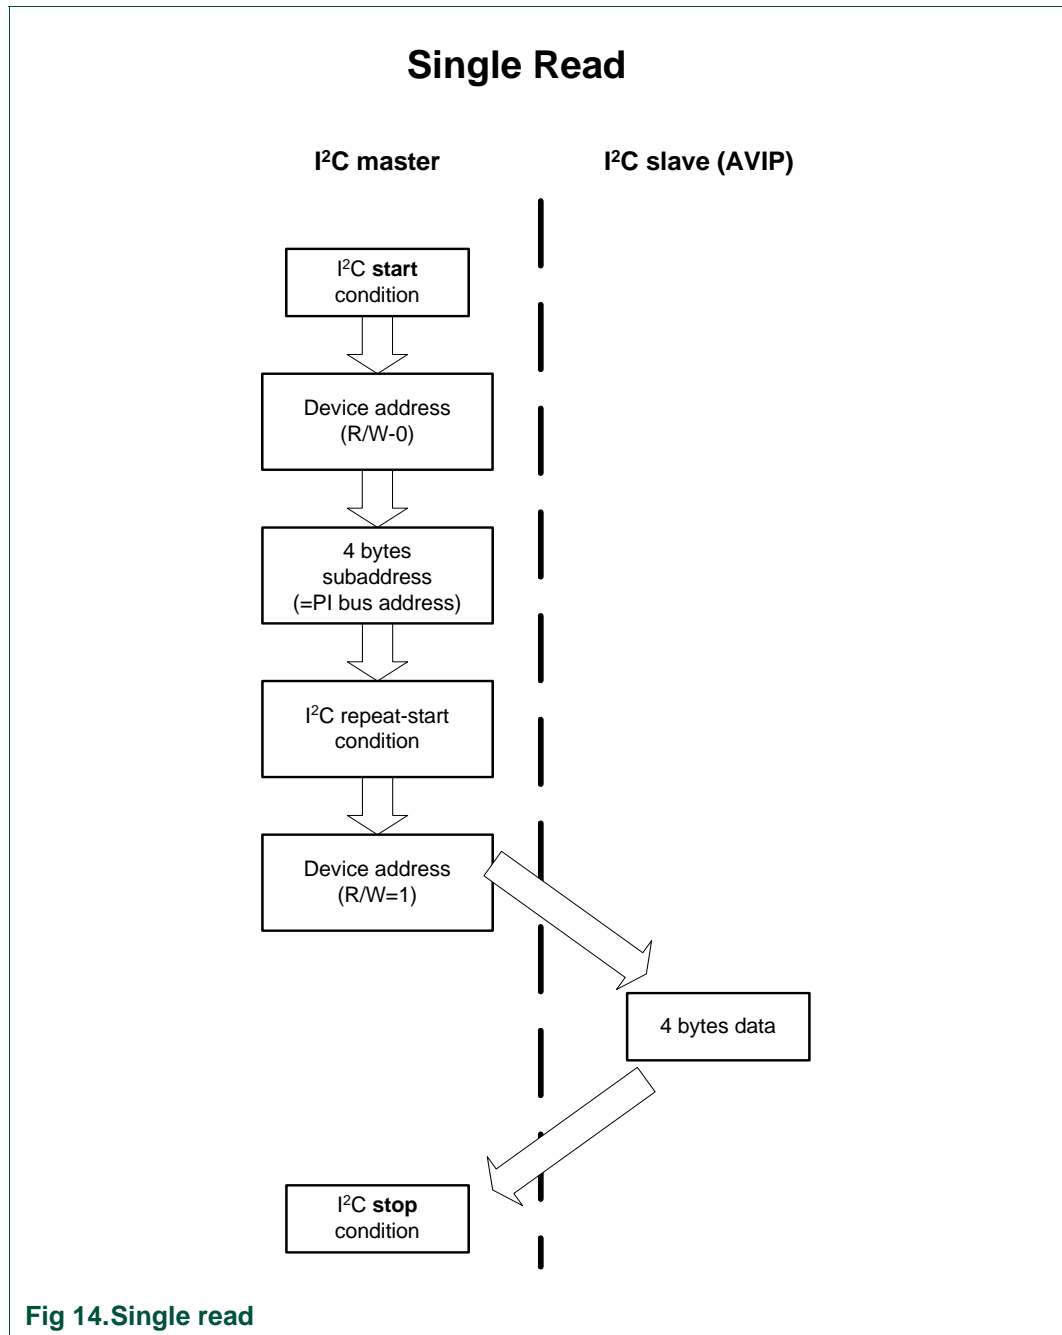 Single Read
I²C master
I²C slave (AVIP)
I²C start
condition
Device address
(R/W-0)
4 bytes
subaddress
(=PI bus address)
I²C repeat-start
condition
Device address
(R/W=1)
4 bytes data
I²C stop
condition
Fig 14.Single read